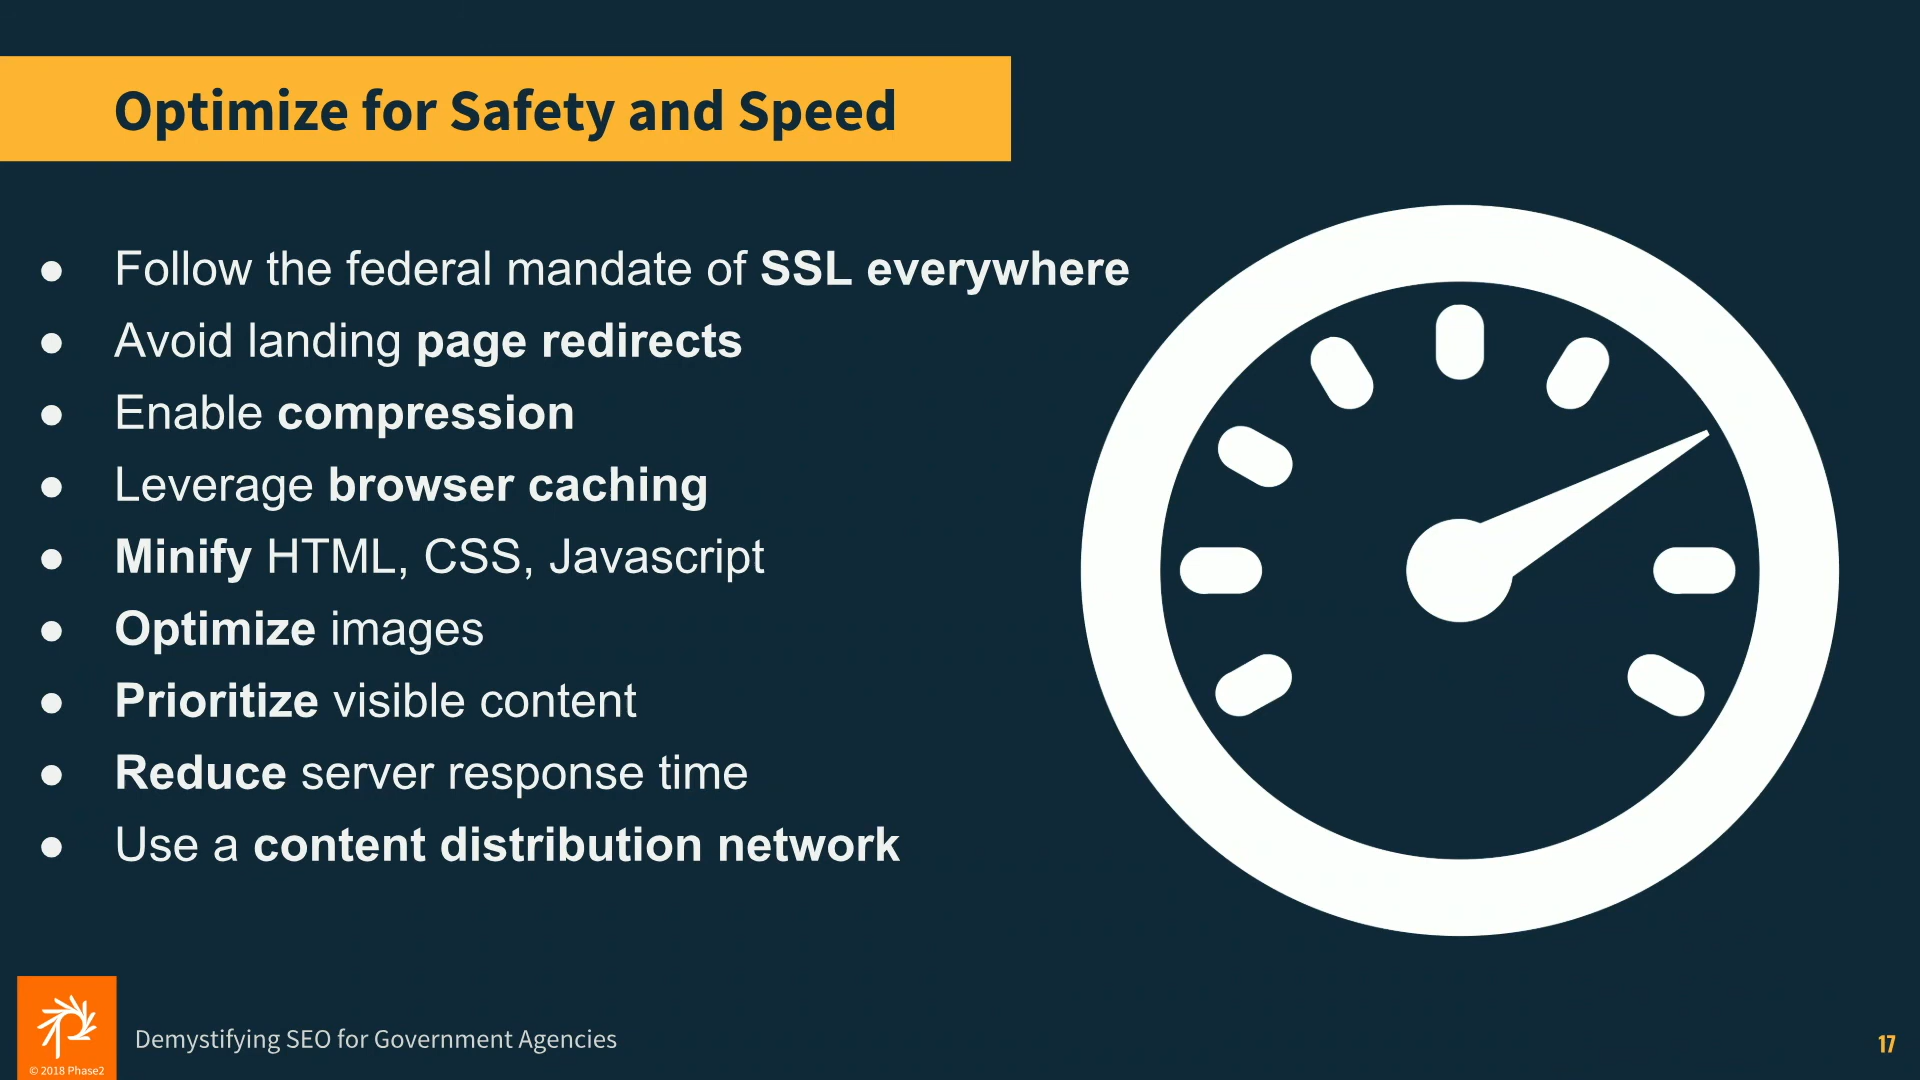 Optimize for Safety and Speed
● Follow the federal mandate of SSL everywhere
● Avoid landing page redirects
● Enable compression
● Leverage browser caching
● Minify HTML, CSS, Javascript
● Optimize images
● Prioritize visible content
● Reduce server response time
● Use a content distribution network
© 2018 Phase2
Demystifying SEO for Government Agencies
17